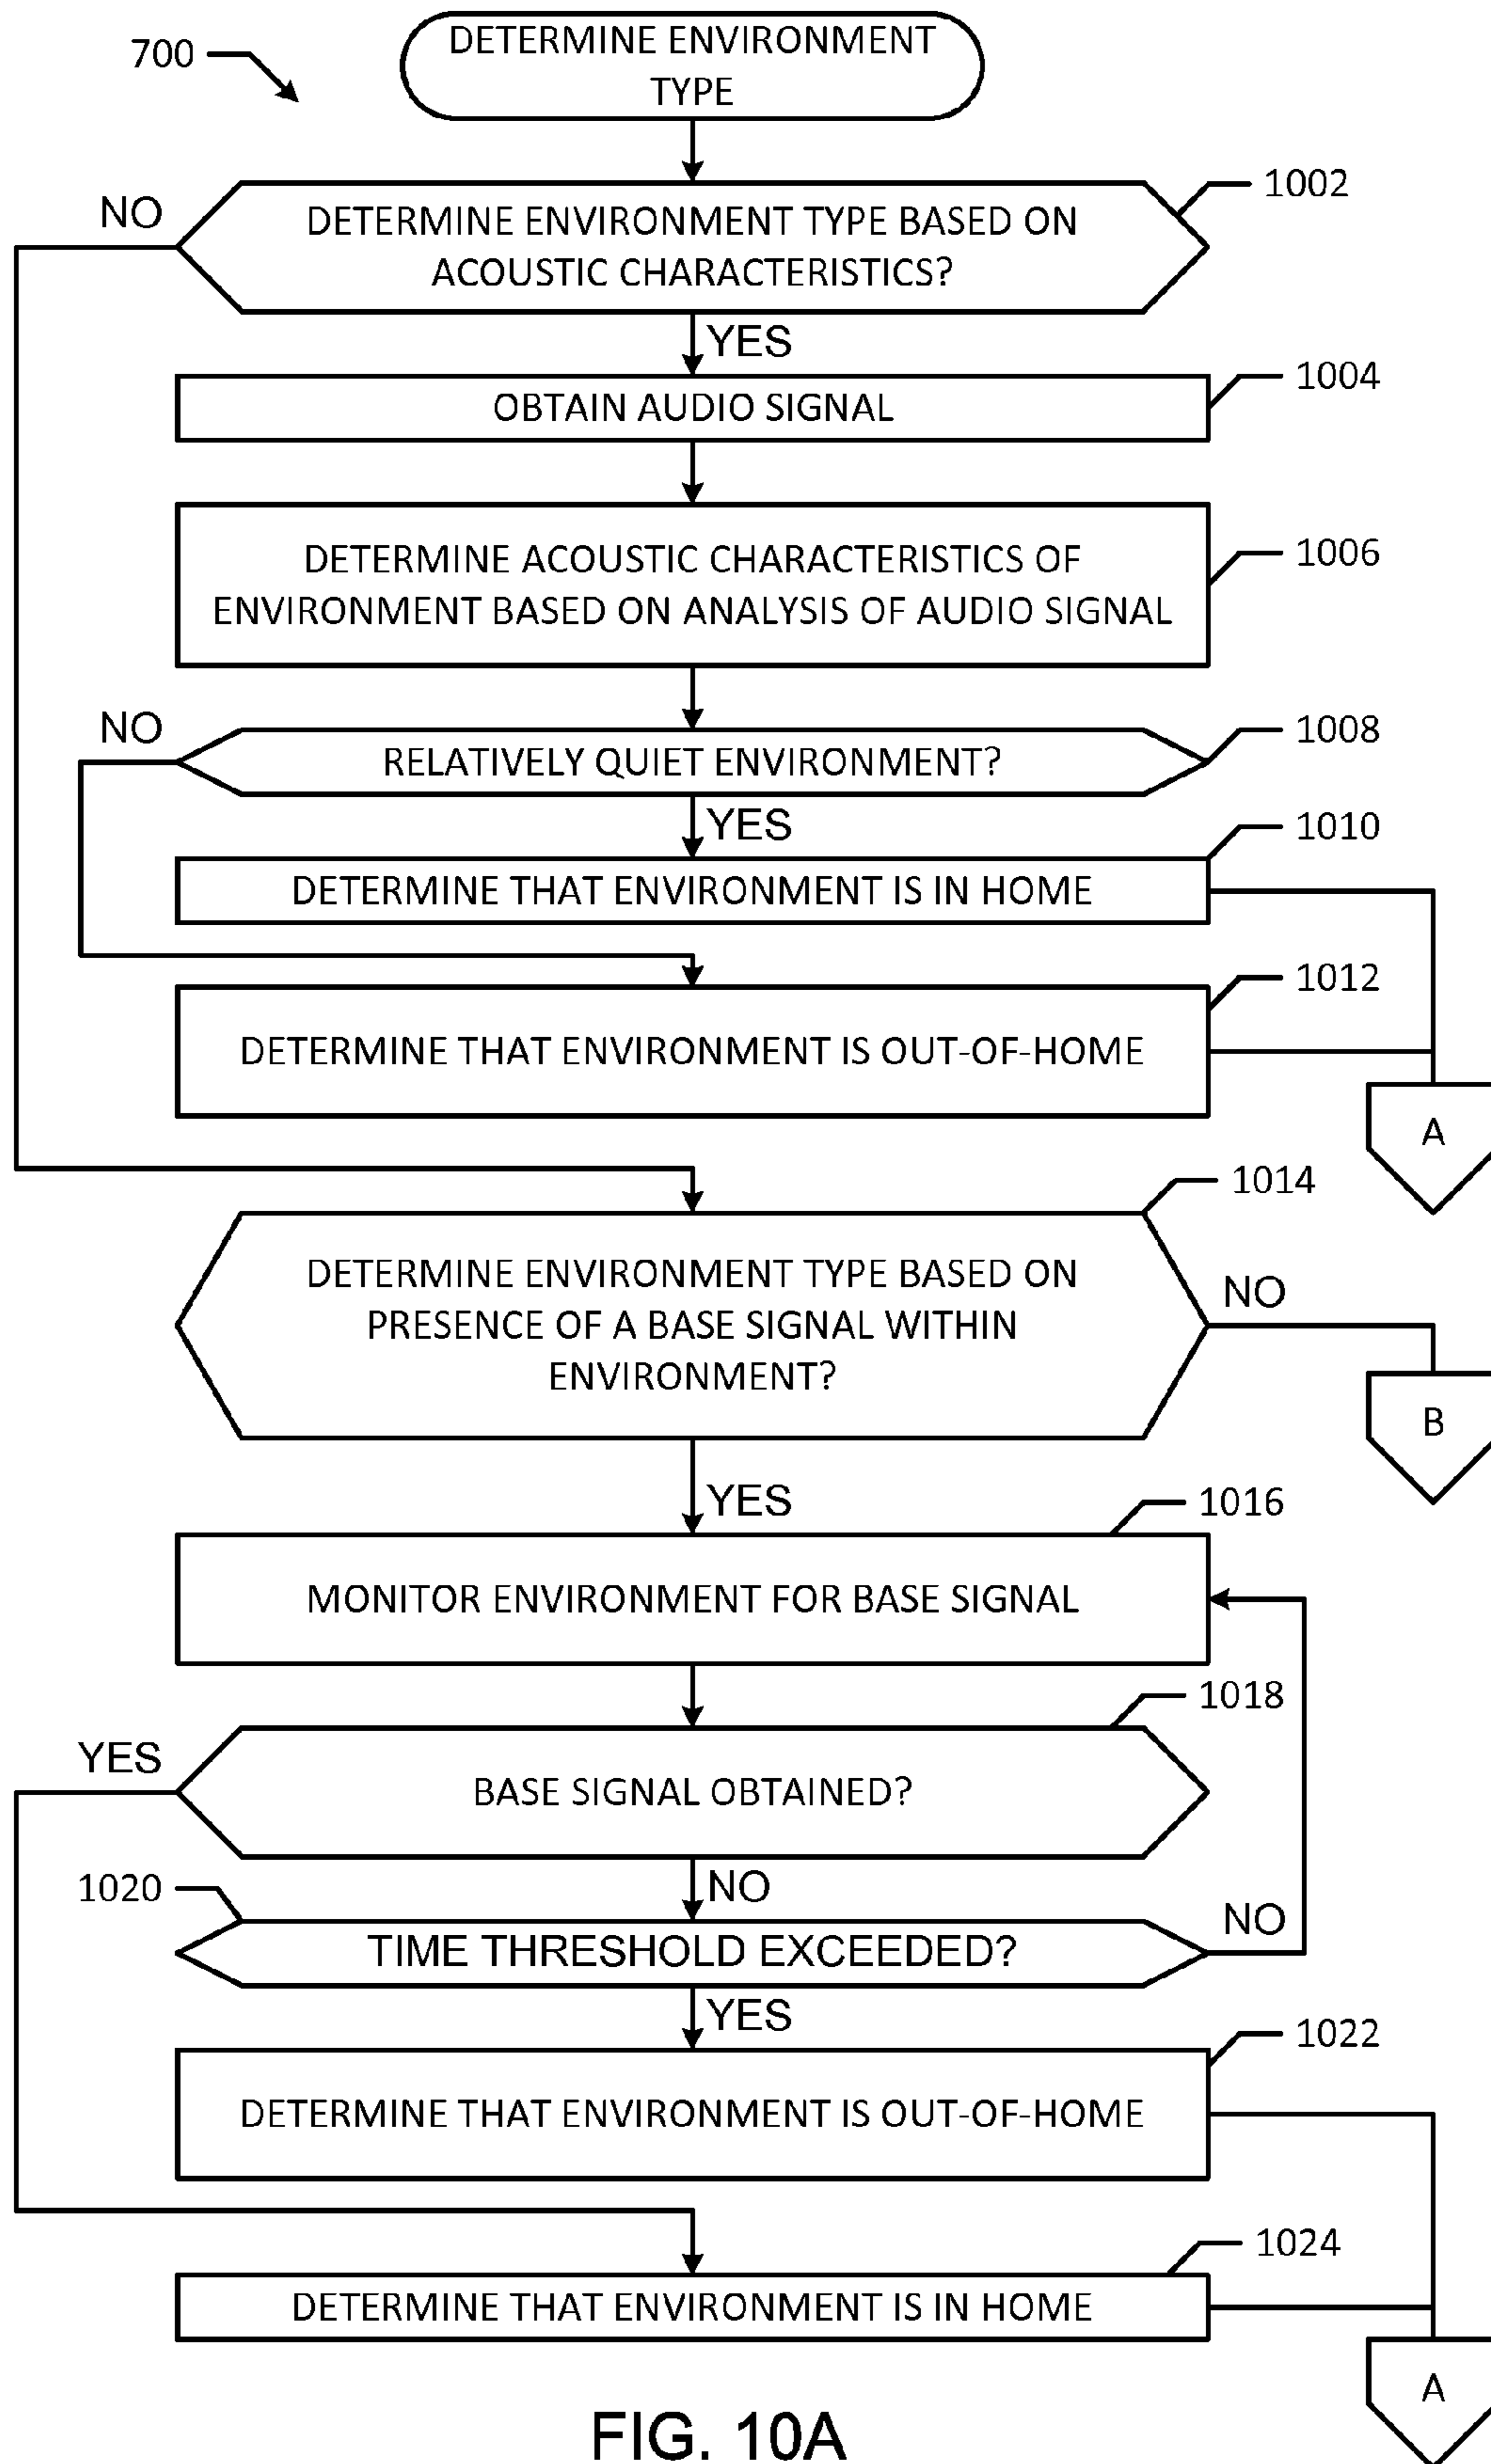 700
DETERMINE ENVIRONMENT
TYPE
NO
1002
DETERMINE ENVIRONMENT TYPE BASED ON
ACOUSTIC CHARACTERISTICS?
YES
1004
OBTAIN AUDIO SIGNAL
1006
DETERMINE ACOUSTIC CHARACTERISTICS OF
ENVIRONMENT BASED ON ANALYSIS OF AUDIO SIGNAL
NO
1008
RELATIVELY QUIET ENVIRONMENT?
YES
1010
DETERMINE THAT ENVIRONMENT IS IN HOME
1012
DETERMINE THAT ENVIRONMENT IS OUT-OF-HOME
A
1014
DETERMINE ENVIRONMENT TYPE BASED ON
PRESENCE OF A BASE SIGNAL WITHIN
ENVIRONMENT?
NO
B
YES
1016
MONITOR ENVIRONMENT FOR BASE SIGNAL
1018
YES
BASE SIGNAL OBTAINED?
1020
NO
NO
TIME THRESHOLD EXCEEDED?
YES
1022
DETERMINE THAT ENVIRONMENT IS OUT-OF-HOME
1024
DETERMINE THAT ENVIRONMENT IS IN HOME
A
FIG. 10A